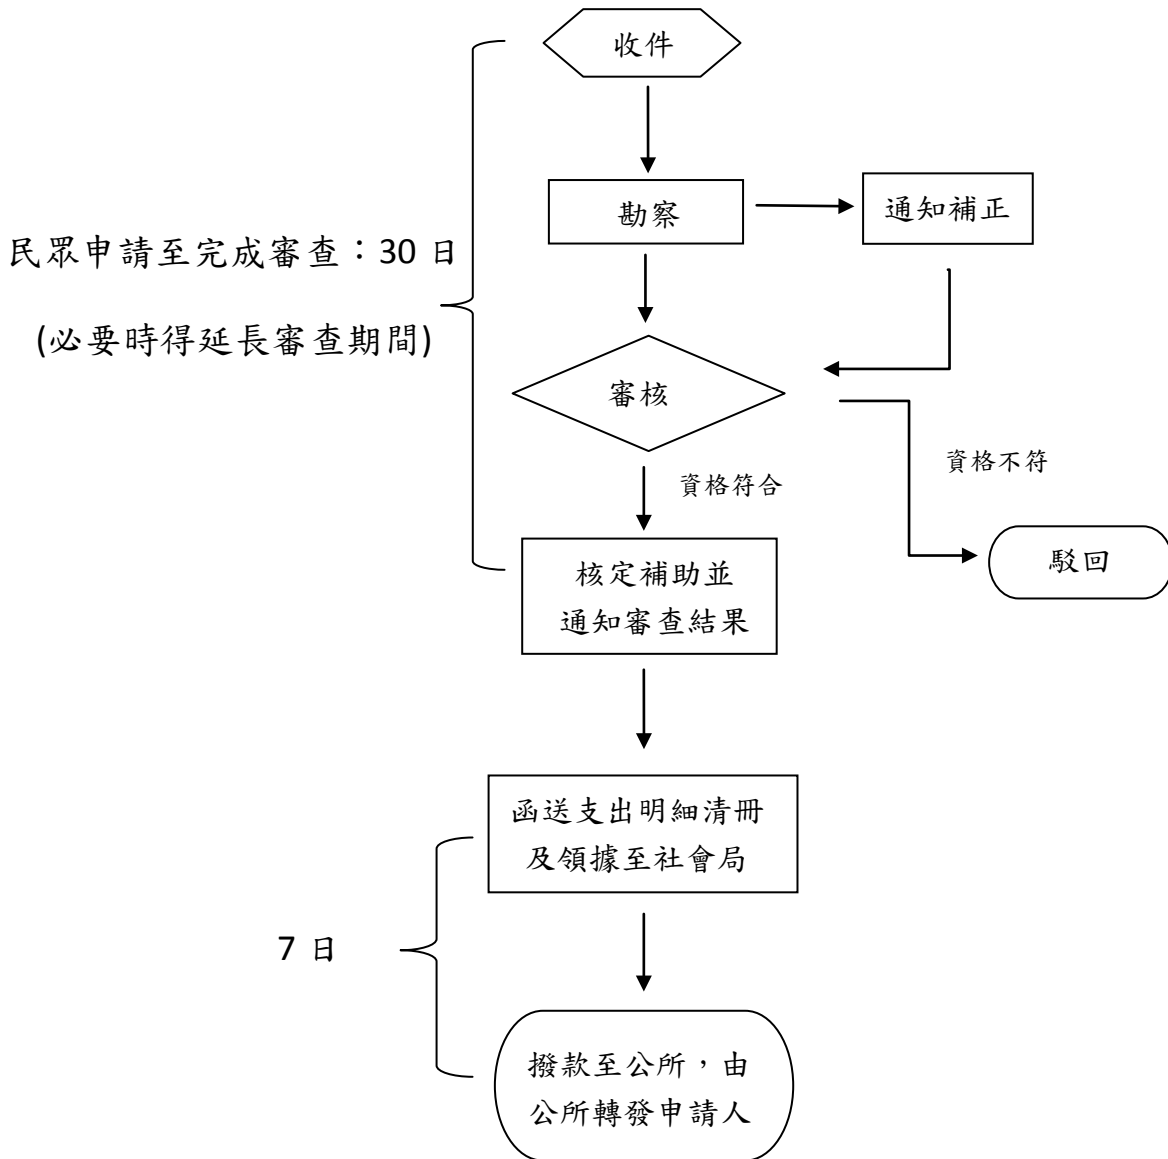 收件
勘察
通知補正
民眾申請至完成審查：30 日
(必要時得延長審查期間)
審核
資格符合
資格不符
核定補助並
通知審查結果
駁回
函送支出明細清冊
及領據至社會局
7 日
撥款至公所，由
公所轉發申請人